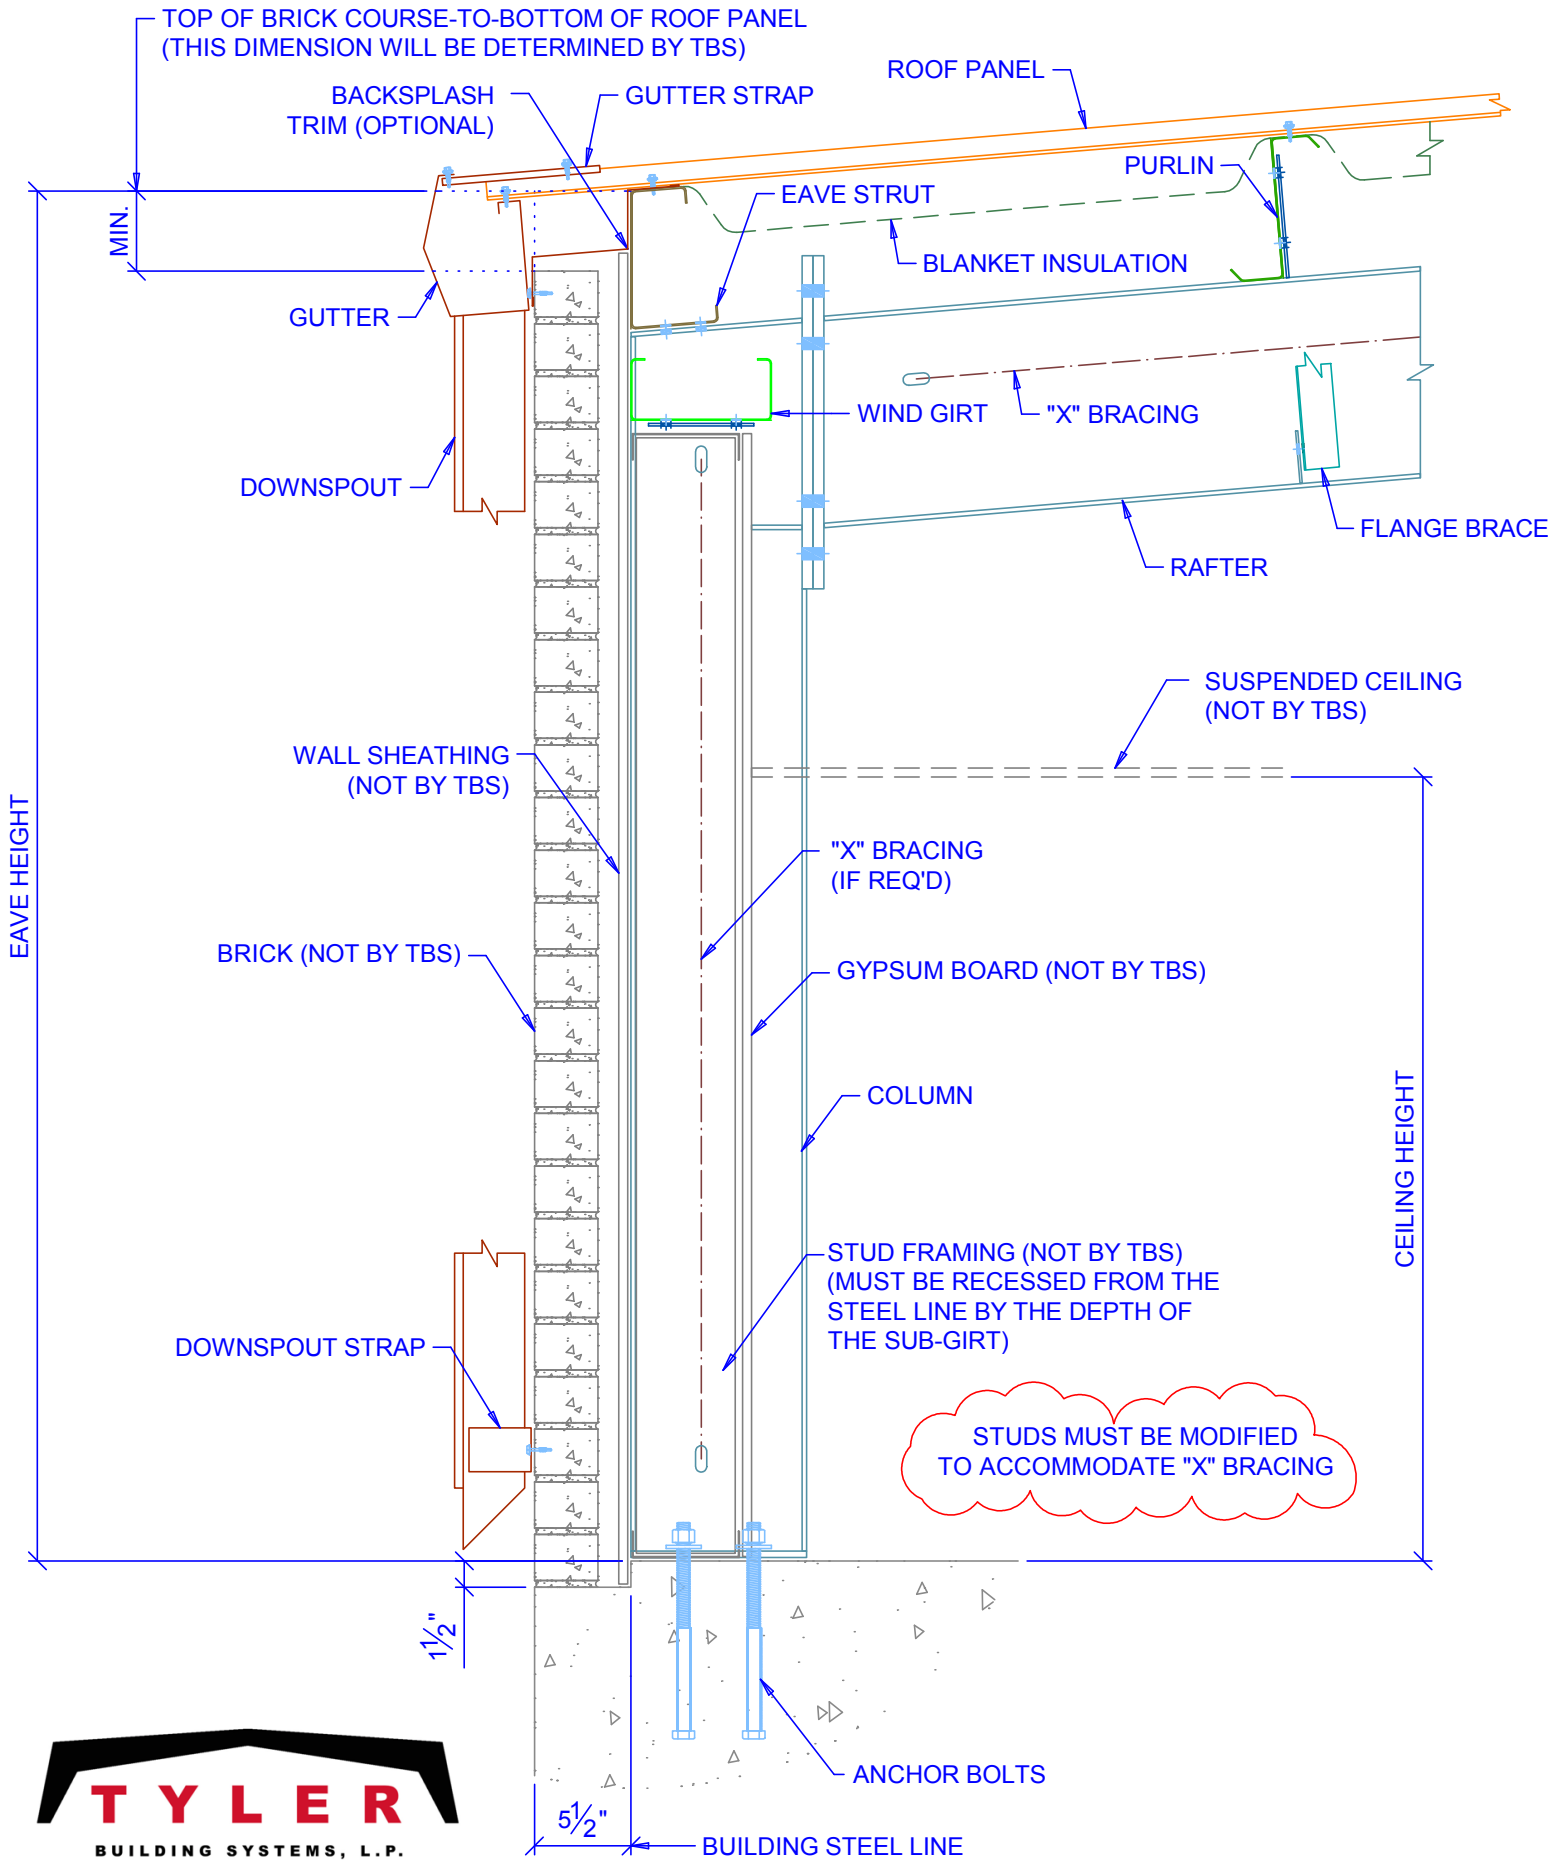 TOP OF BRICK COURSE-TO-BOTTOM OF ROOF PANEL
(THIS DIMENSION WILL BE DETERMINED BY TBS)
ROOF PANEL
BACKSPLASH
TRIM (OPTIONAL)
GUTTER STRAP
PURLIN
EAVE STRUT
MIN.
BLANKET INSULATION
GUTTER
WIND GIRT
"X" BRACING
DOWNSPOUT
FLANGE BRACE
RAFTER
SUSPENDED CEILING
(NOT BY TBS)
WALL SHEATHING
(NOT BY TBS)
EAVE HEIGHT
"X" BRACING
(IF REQ'D)
BRICK (NOT BY TBS)
GYPSUM BOARD (NOT BY TBS)
COLUMN
CEILING HEIGHT
STUD FRAMING (NOT BY TBS)
(MUST BE RECESSED FROM THE
STEEL LINE BY THE DEPTH OF
THE SUB-GIRT)
DOWNSPOUT STRAP
STUDS MUST BE MODIFIED
TO ACCOMMODATE "X" BRACING
1½"
ANCHOR BOLTS
5½"
BUILDING STEEL LINE
TYLER
BUILDING SYSTEMS, L.P.